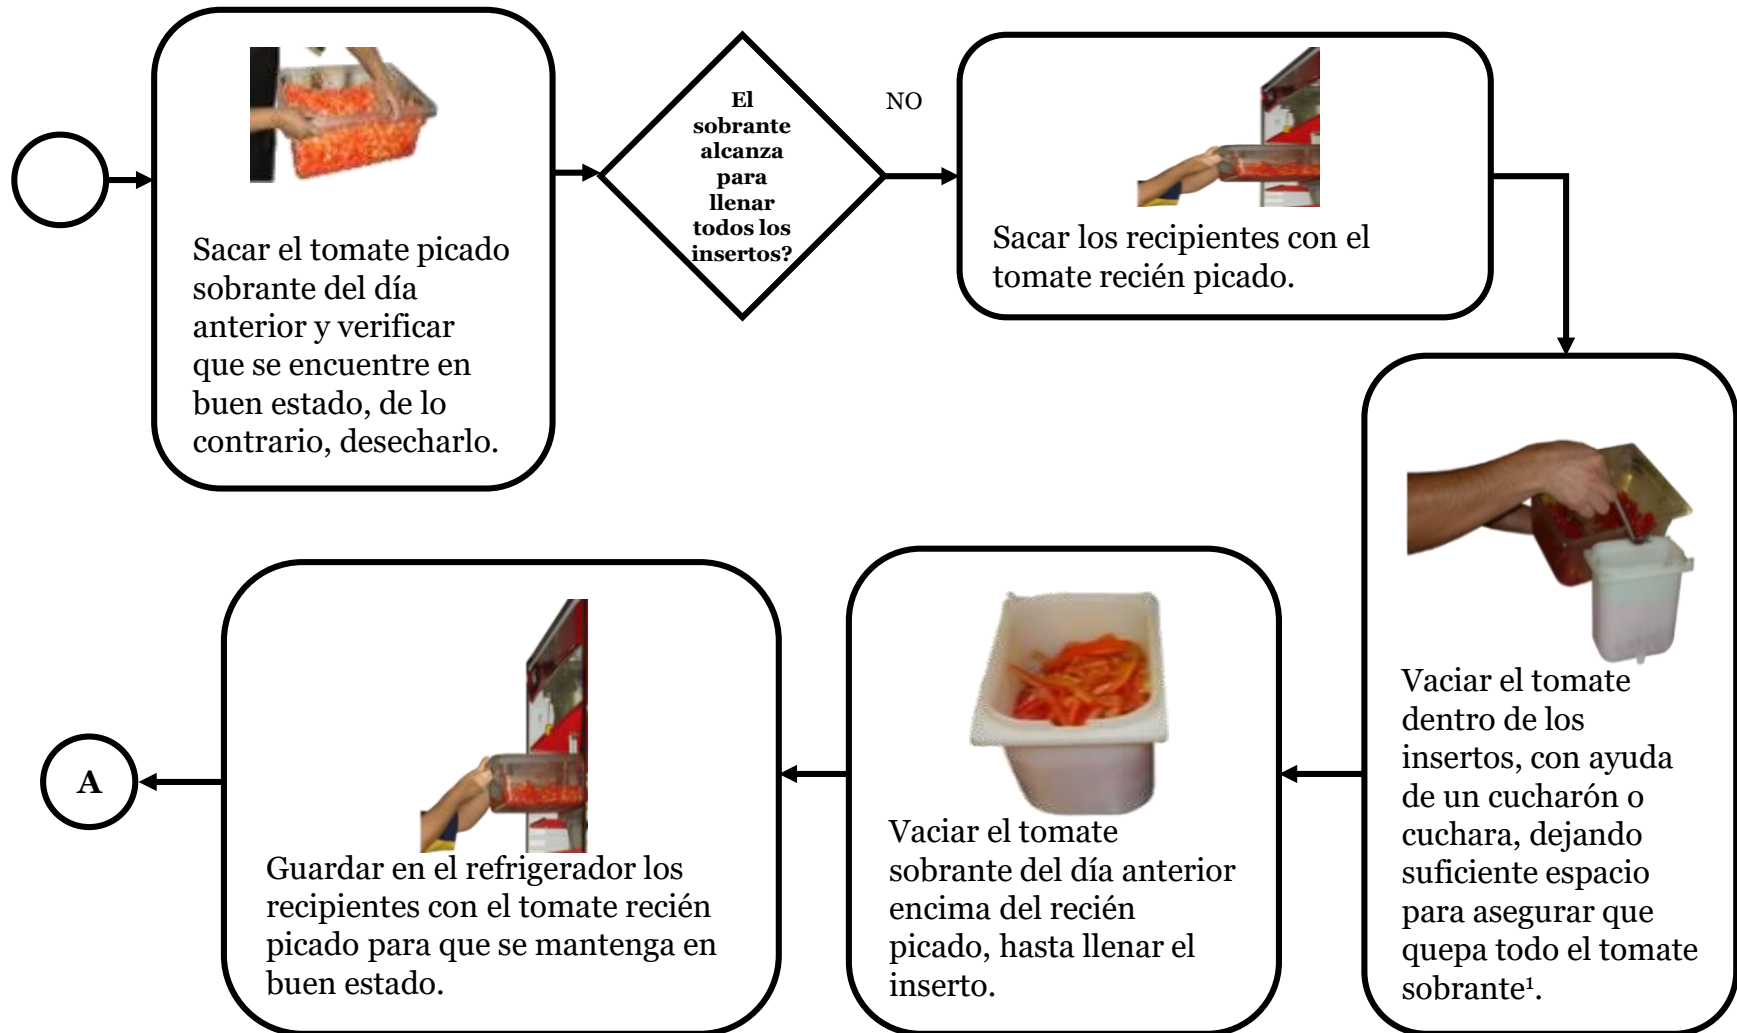 Sacar el tomate picado
sobrante del día
anterior y verificar
que se encuentre en
buen estado, de lo
contrario, desecharlo.
El
sobrante
alcanza
para
llenar
todos los
insertos?
NO
Sacar los recipientes con el
tomate recién picado.
Vaciar el tomate
dentro de los
insertos, con ayuda
de un cucharón o
cuchara, dejando
suficiente espacio
para asegurar que
quepa todo el tomate
sobrante¹.
Vaciar el tomate
sobrante del día anterior
encima del recién
picado, hasta llenar el
inserto.
Guardar en el refrigerador los
recipientes con el tomate recién
picado para que se mantenga en
buen estado.
A